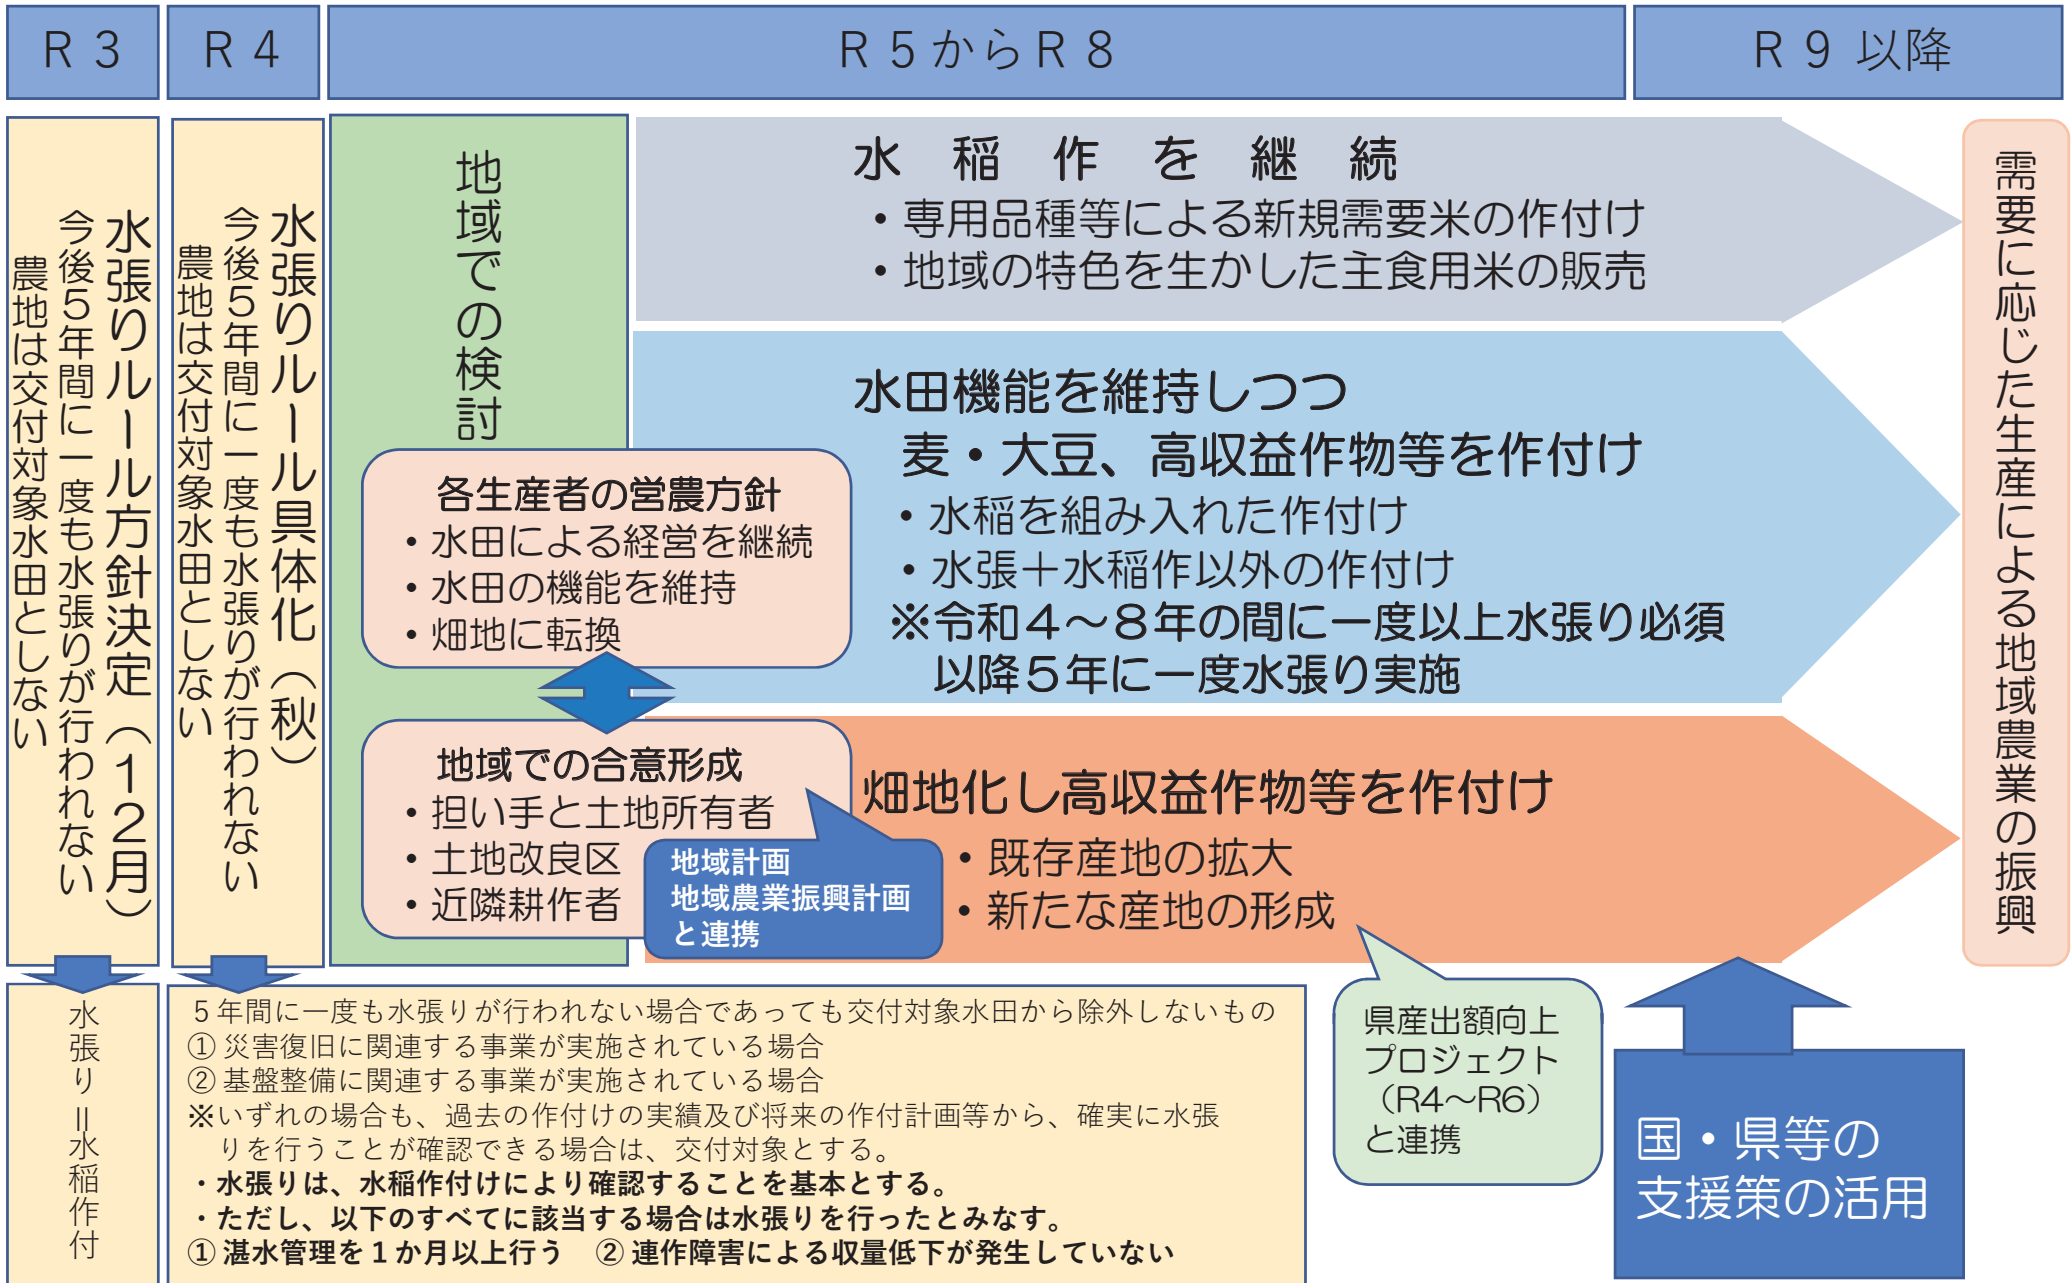 R３
R４
R５からR８
R９ 以降
水張りルール方針決定（１２月）
今後５年間に一度も水張りが行われない
農地は交付対象水田としない
水張り＝水稲作付
水張りルール具体化（秋）
今後５年間に一度も水張りが行われない
農地は交付対象水田としない
地域での検討
各生産者の営農方針
・水田による経営を継続
・水田の機能を維持
・畑地に転換
地域での合意形成
・担い手と土地所有者
・土地改良区
・近隣耕作者
地域計画
地域農業振興計画
と連携
水稲作を継続
・専用品種等による新規需要米の作付け
・地域の特色を生かした主食用米の販売
水田機能を維持しつつ
麦・大豆、高収益作物等を作付け
・水稲を組み入れた作付け
・水張＋水稲作以外の作付け
※令和４～８年の間に一度以上水張り必須
以降５年に一度水張り実施
畑地化し高収益作物等を作付け
・既存産地の拡大
・新たな産地の形成
需要に応じた生産による地域農業の振興
5年間に一度も水張りが行われない場合であっても交付対象水田から除外しないもの
① 災害復旧に関連する事業が実施されている場合
② 基盤整備に関連する事業が実施されている場合
※いずれの場合も、過去の作付けの実績及び将来の作付計画等から、確実に水張
りを行うことが確認できる場合は、交付対象とする。
・水張りは、水稲作付けにより確認することを基本とする。
・ただし、以下のすべてに該当する場合は水張りを行ったとみなす。
① 湛水管理を１か月以上行う　② 連作障害による収量低下が発生していない
県産出額向上
プロジェクト
（R4～R6）
と連携
国・県等の
支援策の活用